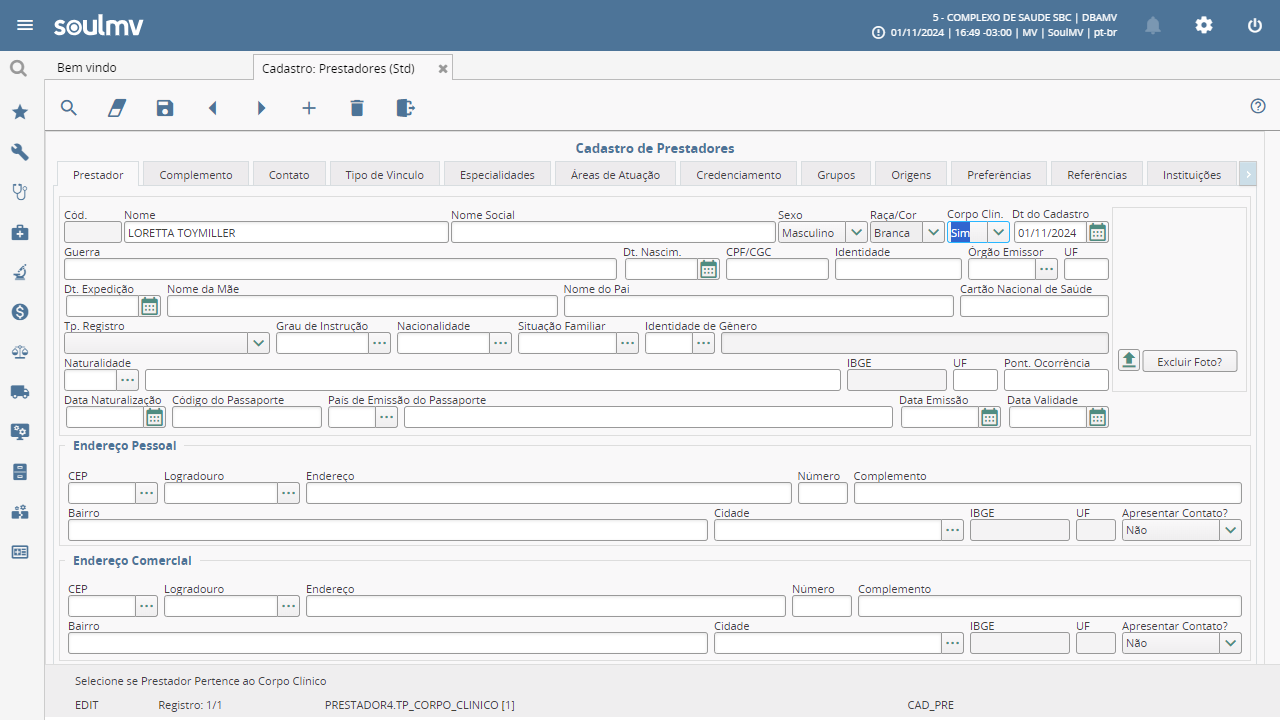 soulmv
5 - COMPLEXO DE SAUDE SBC | DBAMV
01/11/2024 | 16:49 -03:00 | MV | SoulMV | pt-br
Bem vindo
Cadastro: Prestadores (Std)
Cadastro de Prestadores
Prestador Complemento Contato Tipo de Vinculo Especialidades Áreas de Atuação Credenciamento Grupos Origens Preferências Referências Instituições
Cód. Nome Nome Social Sexo Raça/Cor Corpo Clín. Dt do Cadastro
LORETTA TOYMILLER Masculino Branca Sim 01/11/2024
Guerra Dt. Nascim. CPF/CGC Identidade Órgão Emissor UF
Dt. Expedição Nome da Mãe Nome do Pai Cartão Nacional de Saúde
Tp. Registro Grau de Instrução Nacionalidade Situação Familiar Identidade de Gênero
Naturalidade IBGE UF Pont. Ocorrência
Excluir Foto?
Data Naturalização Código do Passaporte País de Emissão do Passaporte Data Emissão Data Validade
Endereço Pessoal
CEP Logradouro Endereço Número Complemento
Bairro Cidade IBGE UF Apresentar Contato?
Não
Endereço Comercial
CEP Logradouro Endereço Número Complemento
Bairro Cidade IBGE UF Apresentar Contato?
Não
Selecione se Prestador Pertence ao Corpo Clínico
EDIT Registro: 1/1 PRESTADOR4.TP_CORPO_CLINICO [1] CAD_PRE